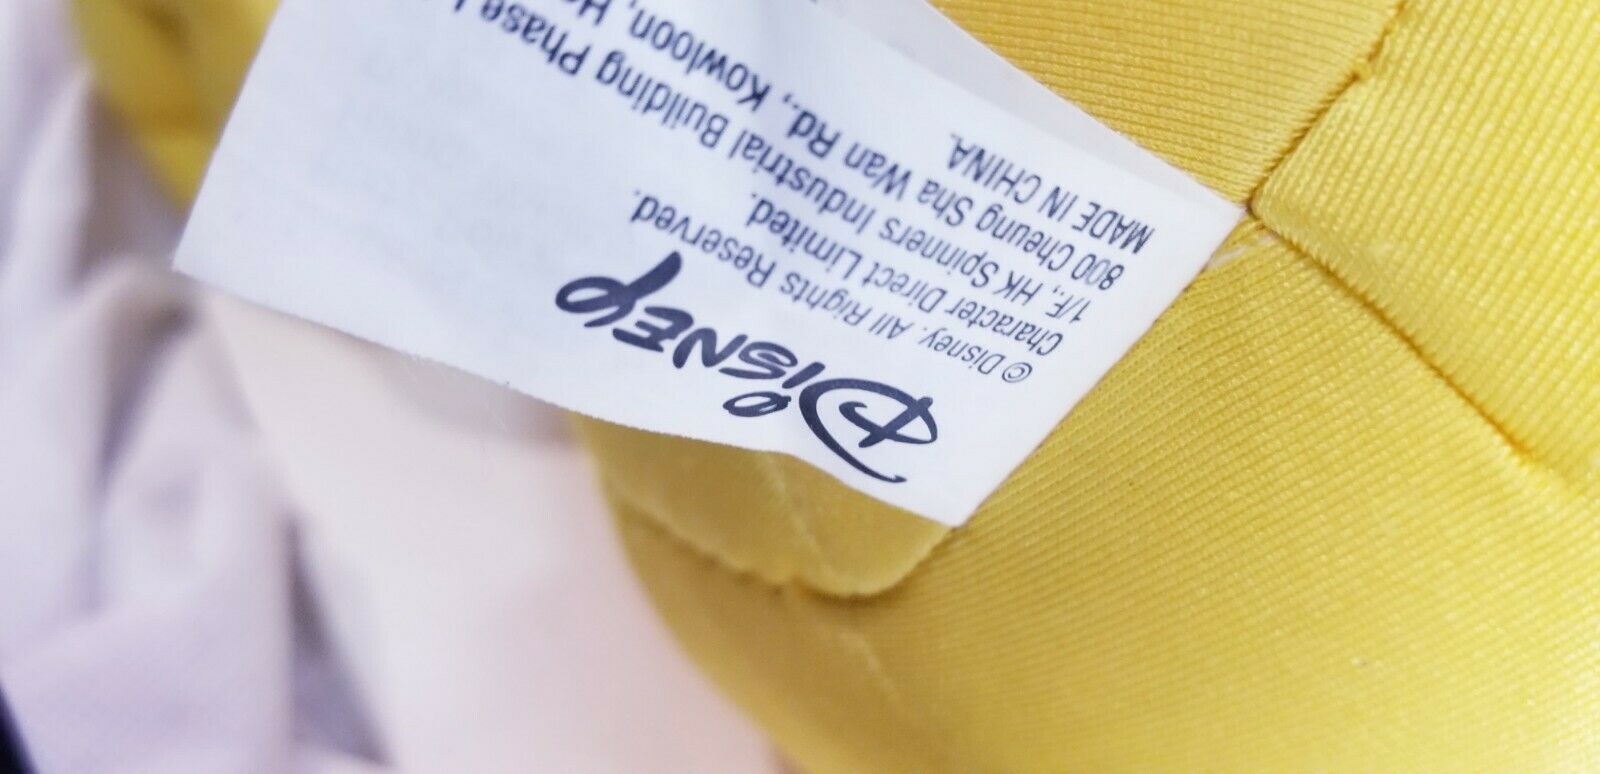 Disney
© Disney. All Rights Reserved.
Character Direct Limited.
1/F., HK Spinners Industrial Building Phase
800 Cheung Sha Wan Rd., Kowloon,
MADE IN CHINA.